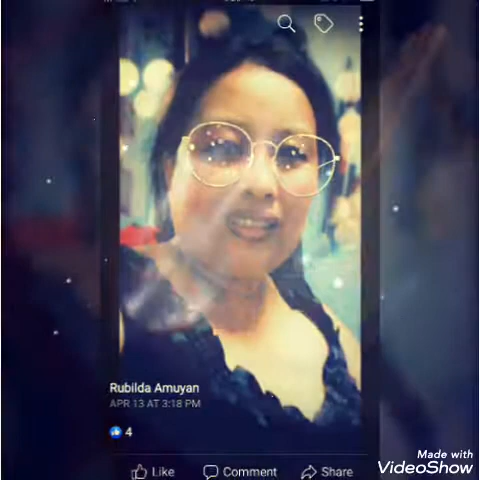 Rubilda Amuyan
APR 13 AT 3:18 PM
4
Like Comment Share
Made with
VideoShow